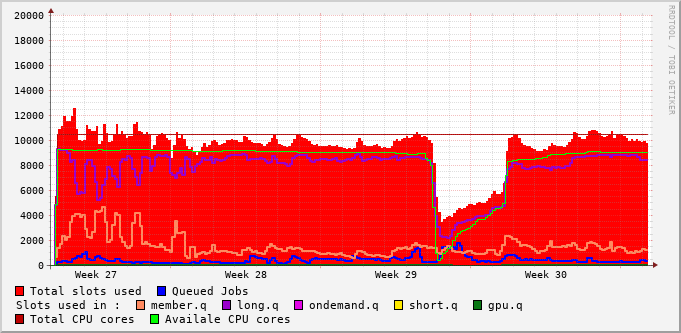 20000
18000
16000
14000
12000
10000
8000
6000
4000
2000
0
Week 27 Week 28 Week 29 Week 30
Total slots used Queued Jobs
Slots used in : member.q long.q ondemand.q short.q gpu.q
Total CPU cores Availale CPU cores
RRDTOOL / TOBI OETIKER